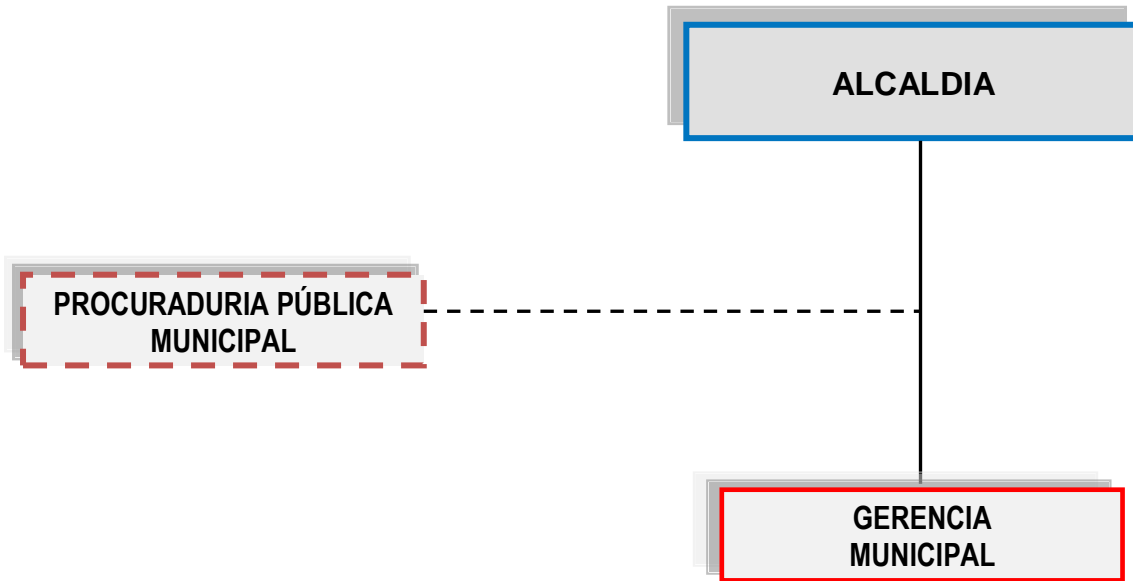 ALCALDIA
PROCURADURIA PÚBLICA
MUNICIPAL
GERENCIA
MUNICIPAL